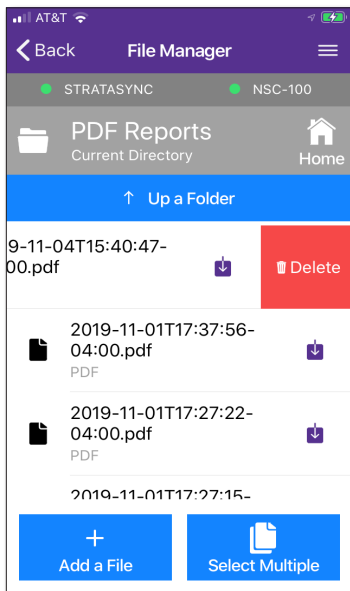 AT&T
Back File Manager
STRATASYNC NSC-100
PDF Reports
Current Directory
Home
↑ Up a Folder
9-11-04T15:40:47-
00.pdf
Delete
2019-11-01T17:37:56-
04:00.pdf
PDF
2019-11-01T17:27:22-
04:00.pdf
PDF
2019-11-01T17:27:15-
+
Add a File Select Multiple